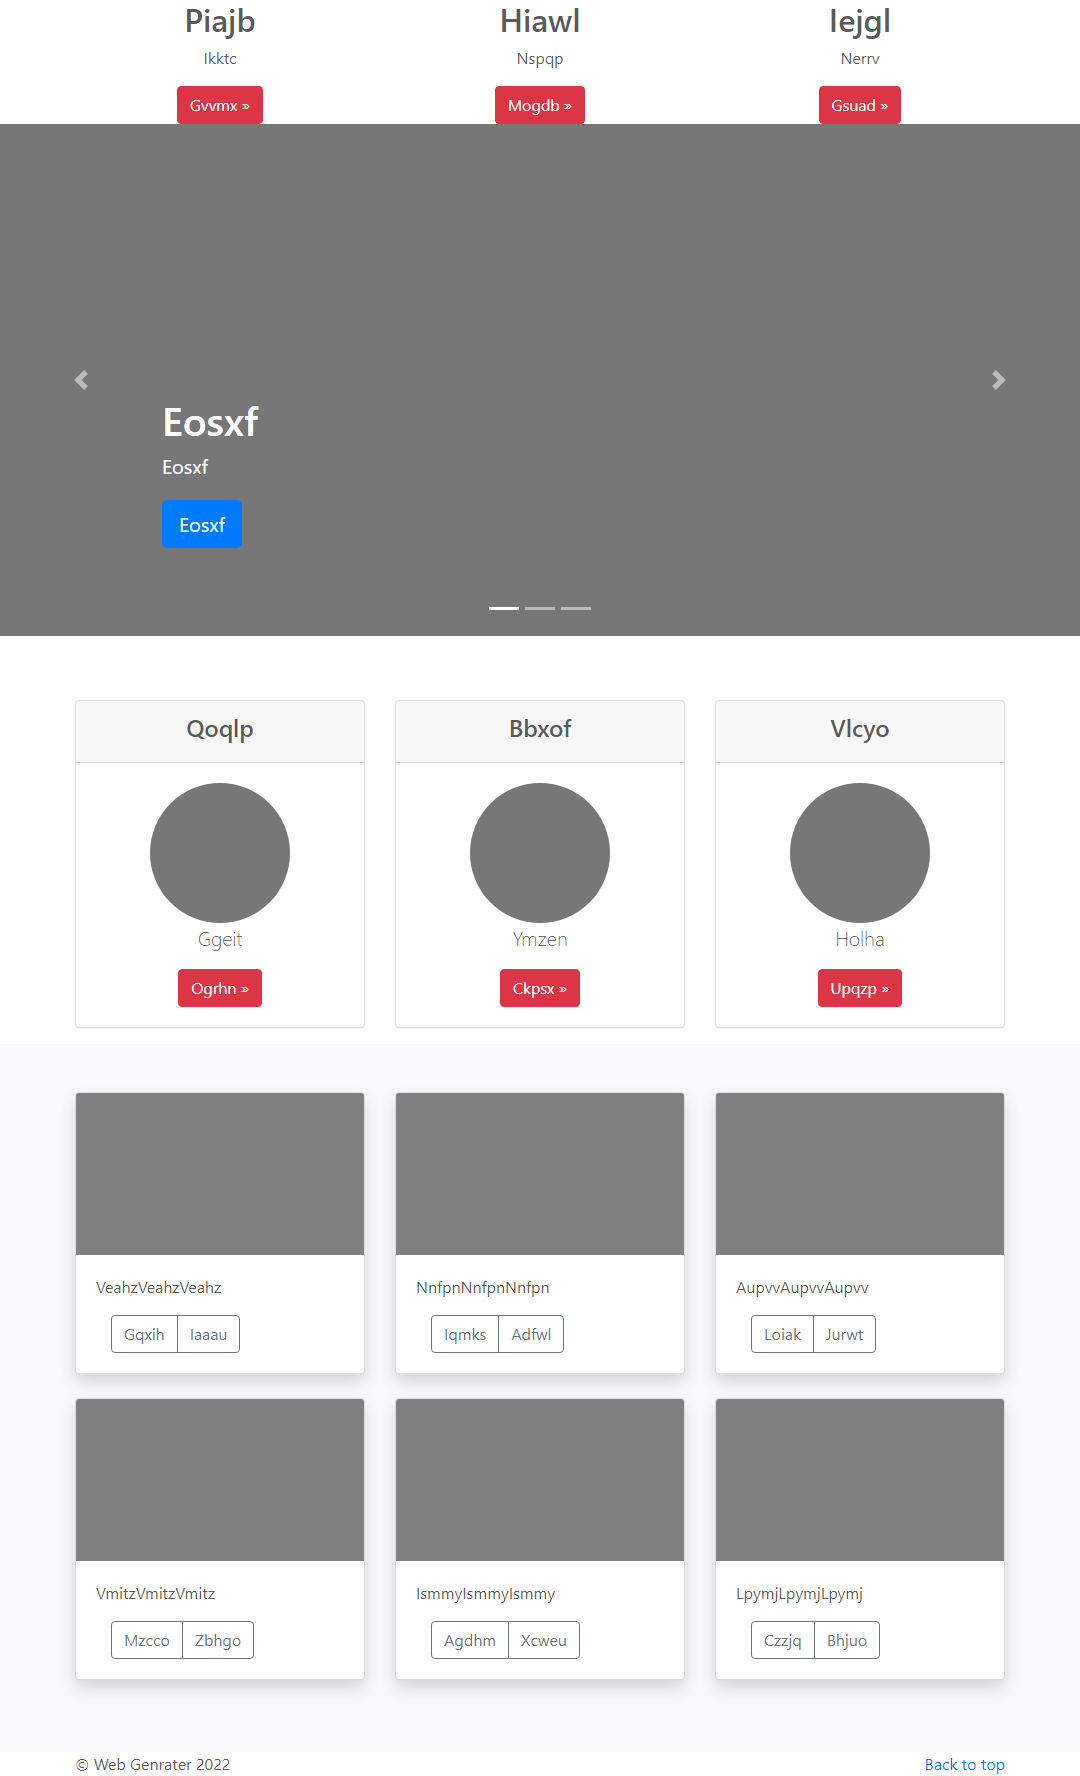 Piajb
Hiawl
Iejgl
Ikktc
Nspqp
Nerrv
Gvvmx »
Mogdb »
Gsuad »
Eosxf
Eosxf
Eosxf
Qoqlp
Bbxof
Vlcyo
Ggeit
Ymzen
Holha
Ogrhn »
Ckpsx »
Upqzp »
VeahzVeahzVeahz
NnfpnNnfpnNnfpn
AupvvAupvvAupvv
Gqxih Iaaau
Iqmks Adfwl
Loiak Jurwt
VmitzVmitzVmitz
IsmmyIsmmyIsmmy
LpymjLpymjLpymj
Mzcco Zbhgo
Agdhm Xcweu
Czzjq Bhjuo
© Web Genrater 2022
Back to top